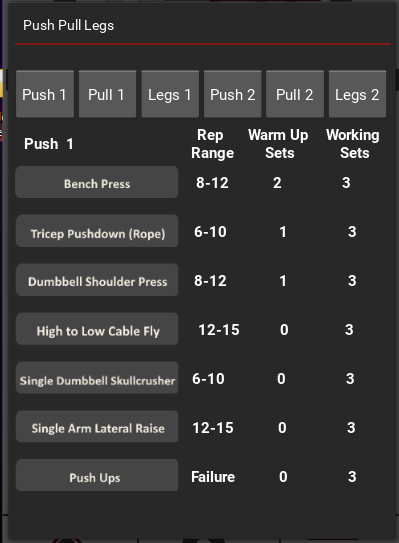 Push Pull Legs
Push 1 Pull 1 Legs 1 Push 2 Pull 2 Legs 2
Push 1 Rep Range Warm Up Sets Working Sets
Bench Press 8-12 2 3
Tricep Pushdown (Rope) 6-10 1 3
Dumbbell Shoulder Press 8-12 1 3
High to Low Cable Fly 12-15 0 3
Single Dumbbell Skullcrusher 6-10 0 3
Single Arm Lateral Raise 12-15 0 3
Push Ups Failure 0 3